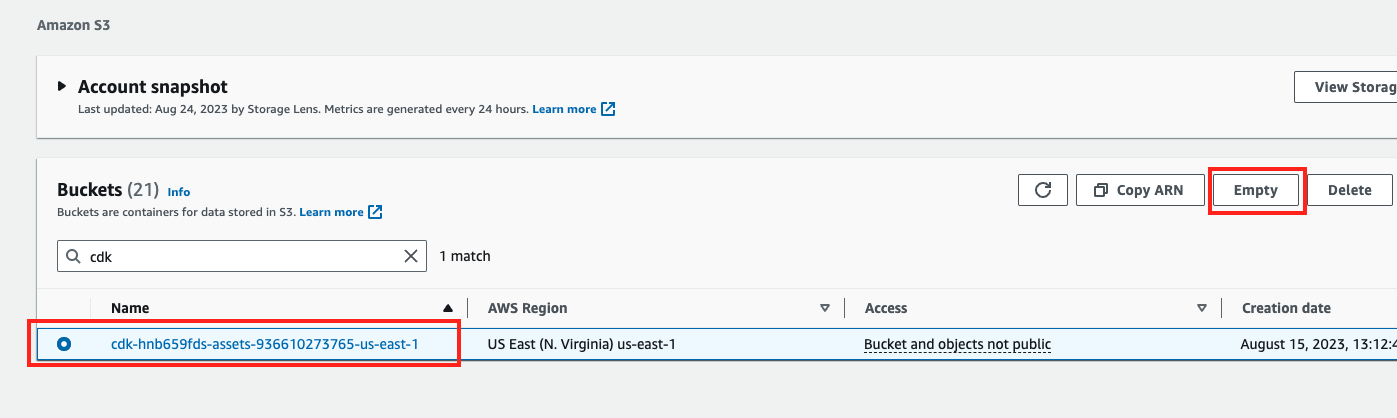 Amazon S3
Account snapshot
Last updated: Aug 24, 2023 by Storage Lens. Metrics are generated every 24 hours. Learn more
View Storag
Buckets (21) Info
Buckets are containers for data stored in S3. Learn more
Copy ARN Empty Delete
cdk 1 match
Name AWS Region Access Creation date
cdk-hnb659fds-assets-936610273765-us-east-1 US East (N. Virginia) us-east-1 Bucket and objects not public August 15, 2023, 13:12:4